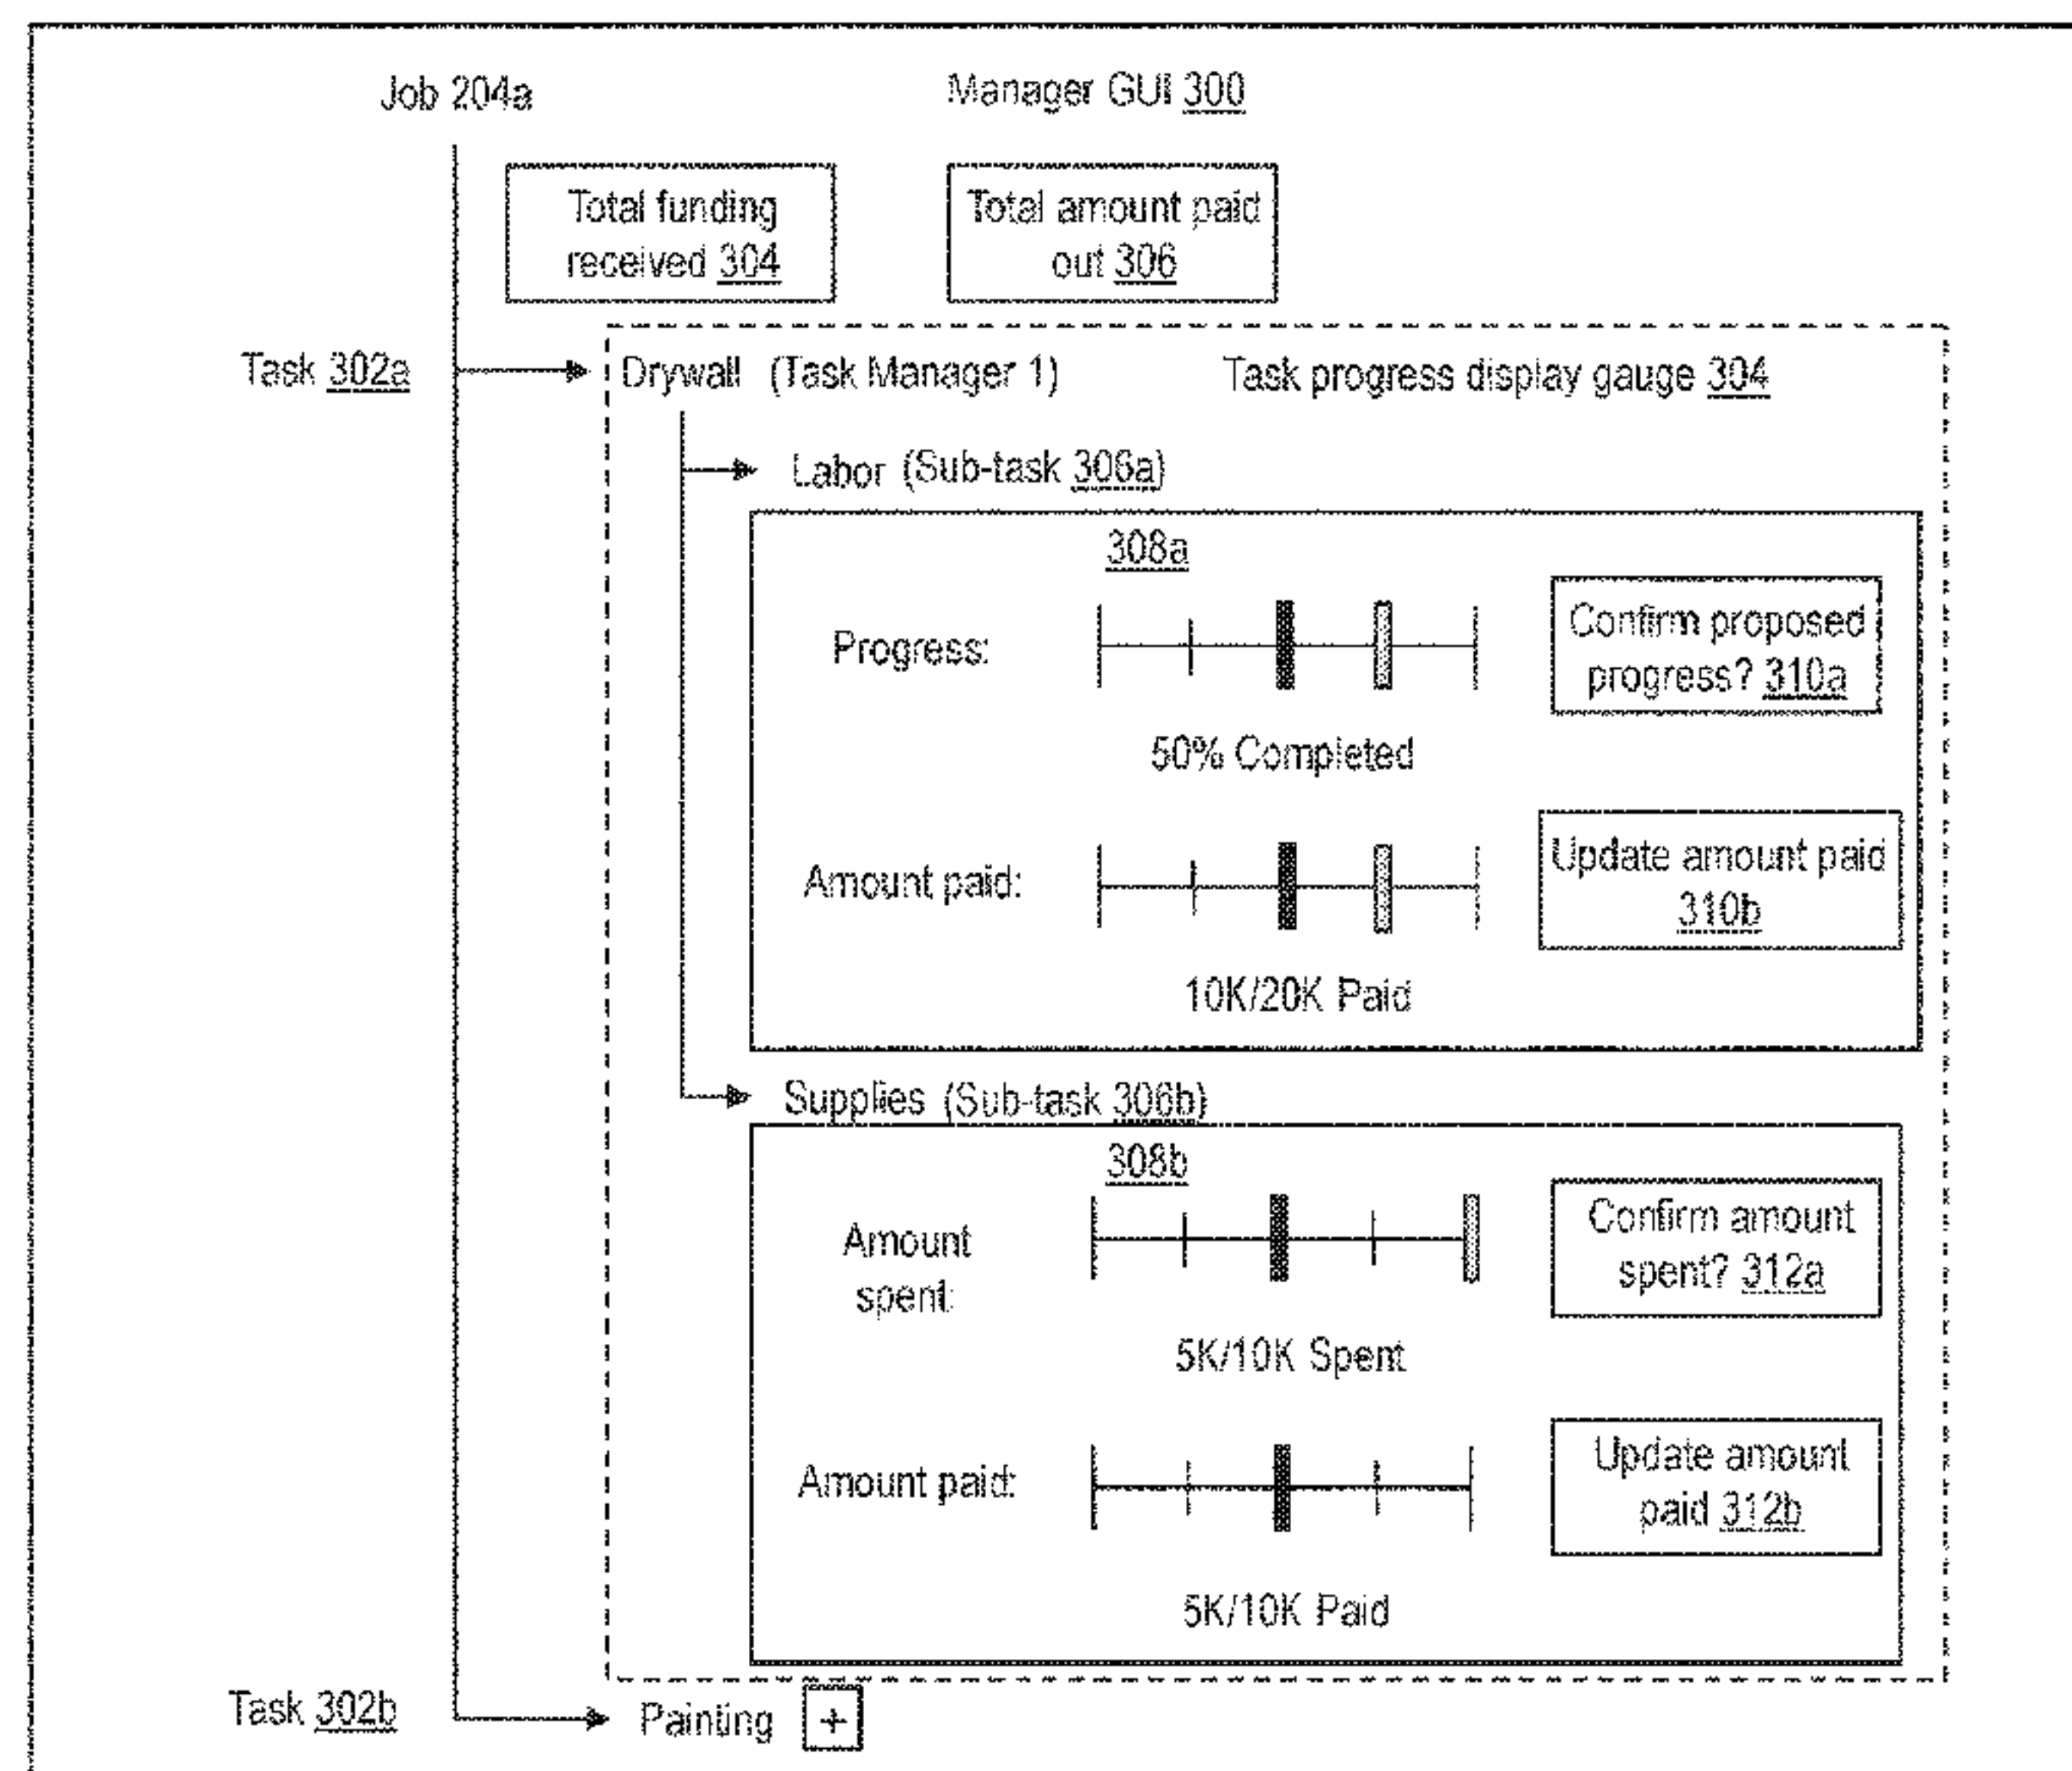 Job 204a
Manager GUI 300
Total funding
received 304
Total amount paid
out 306
Task 302a
Drywall (Task Manager 1)
Task progress display gauge 304
Labor (Sub-task 306a)
308a
Progress:
Confirm proposed
progress? 310a
50% Completed
Amount paid:
Update amount paid
310b
10K/20K Paid
Supplies (Sub-task 306b)
308b
Amount
spent:
Confirm amount
spent? 312a
5K/10K Spent
Amount paid:
Update amount
paid 312b
5K/10K Paid
Task 302b
Painting +